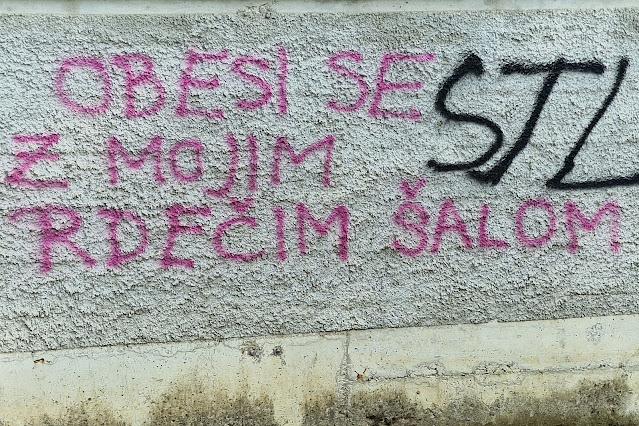 OBESI SE
STL
Z MOJIM
RDEČIM ŠALOM